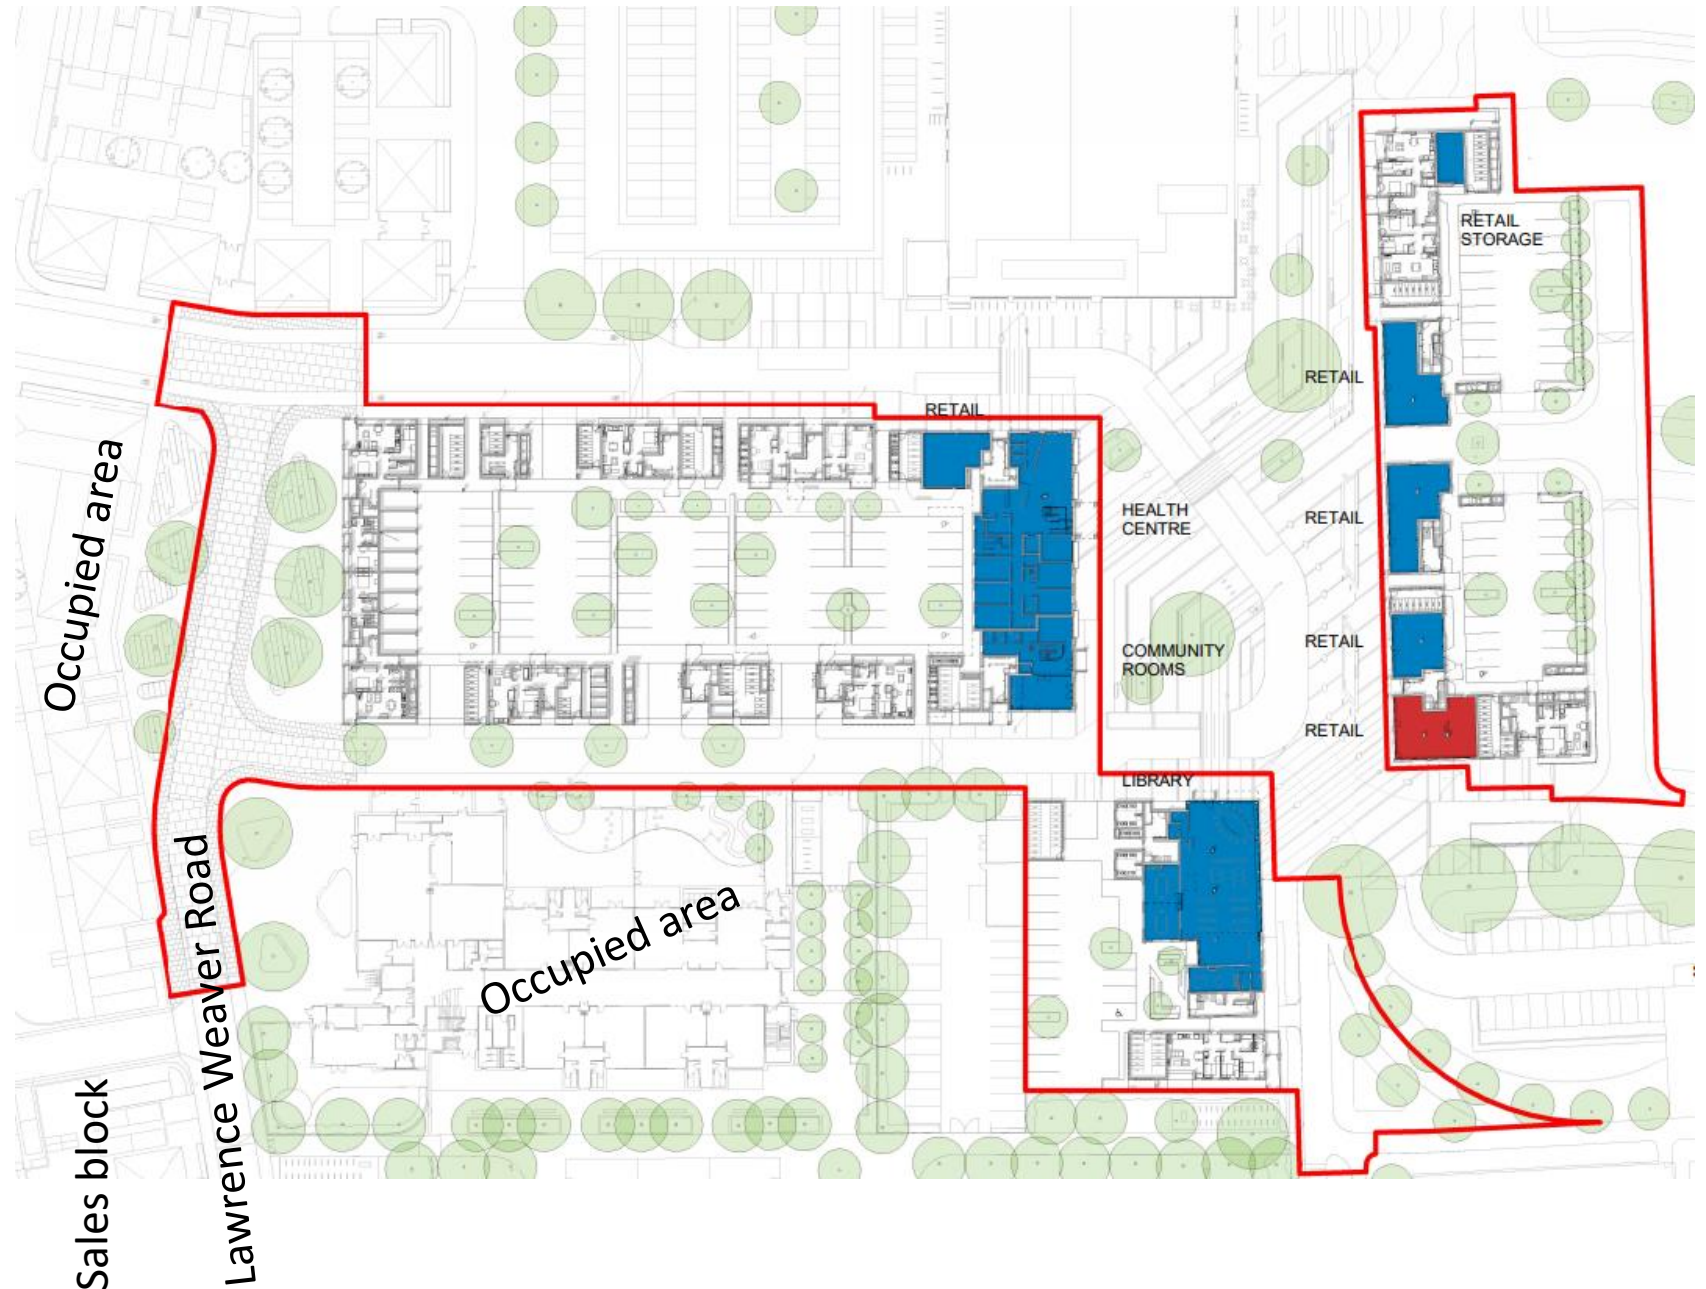 RETAIL
STORAGE
RETAIL
RETAIL
HEALTH
CENTRE
RETAIL
COMMUNITY
ROOMS
RETAIL
RETAIL
LIBRARY
Occupied area
Occupied area
Lawrence Weaver Road
Sales block